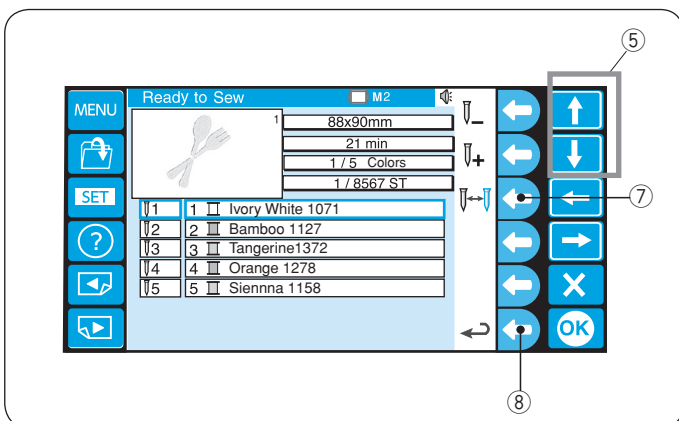 ⑤
MENU Ready to Sew M2
1 88x90mm
21 min
1 / 5 Colors
SET 1 / 8567 ST
⑦
1 1 Ivory White 1071
2 2 Bamboo 1127
? 3 3 Tangerine1372
4 4 Orange 1278
5 5 Siennna 1158
X
OK
⑧